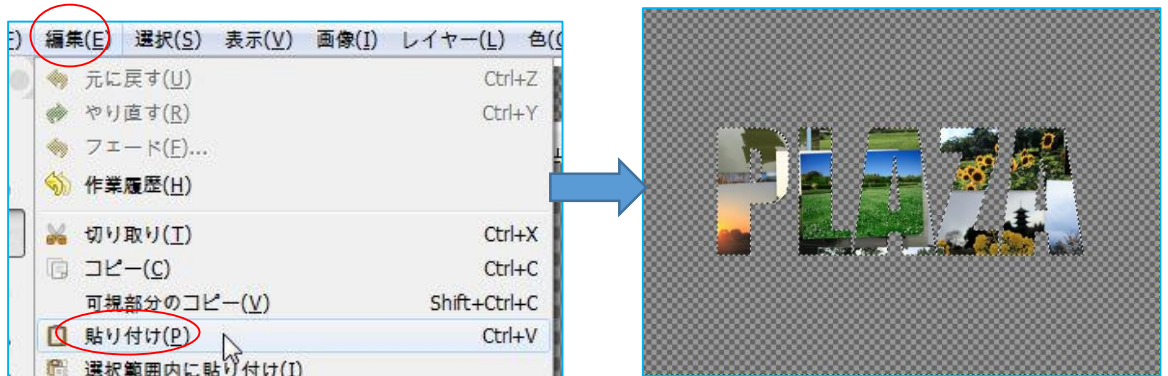 編集(E) 選択(S) 表示(V) 画像(I) レイヤー(L) 色(
元に戻す(U) Ctrl+Z
やり直す(R) Ctrl+Y
フェード(F)...
作業履歴(H)
切り取り(T) Ctrl+X
コピー(C) Ctrl+C
可視部分のコピー(V) Shift+Ctrl+C
貼り付け(P) Ctrl+V
選択範囲内に貼り付け(I)
PLAZA